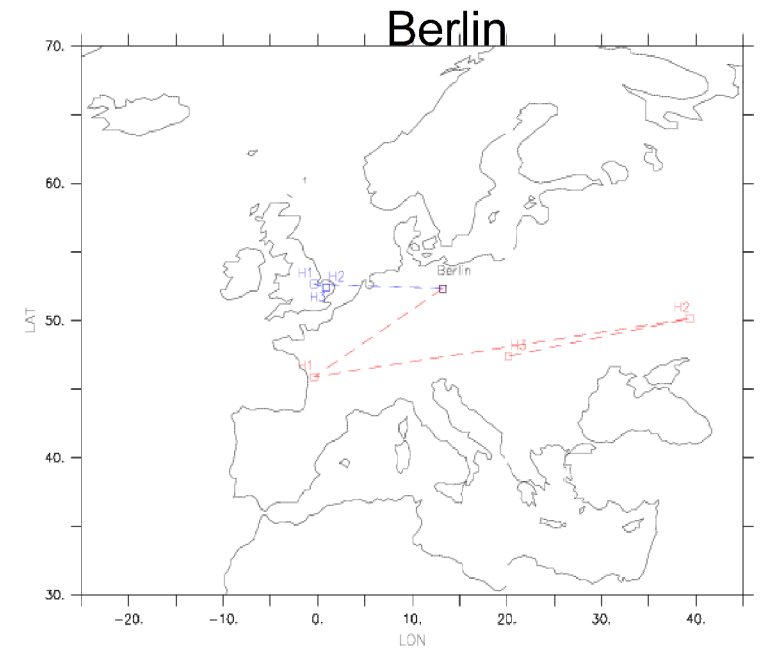 Berlin
70.
60.
H1 H2
Berlin
H3
50.
H2
H3
H1
40.
30.
-20. -10. 0. 10. 20. 30. 40.
LON
LAT